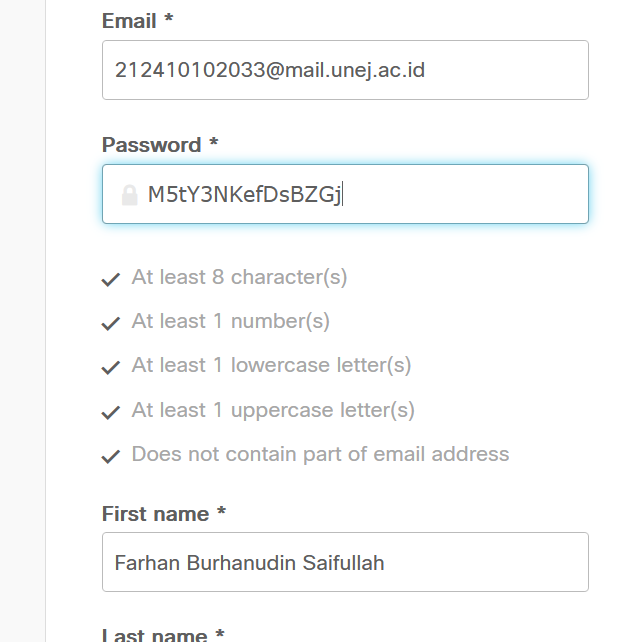 Email *
212410102033@mail.unej.ac.id
Password *
M5tY3NKefDsBZGj
At least 8 character(s)
At least 1 number(s)
At least 1 lowercase letter(s)
At least 1 uppercase letter(s)
Does not contain part of email address
First name *
Farhan Burhanudin Saifullah
Last name *